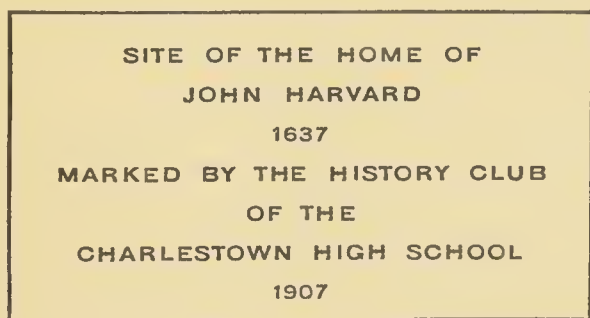 SITE OF THE HOME OF
JOHN HARVARD
1637
MARKED BY THE HISTORY CLUB
OF THE
CHARLESTOWN HIGH SCHOOL
1907